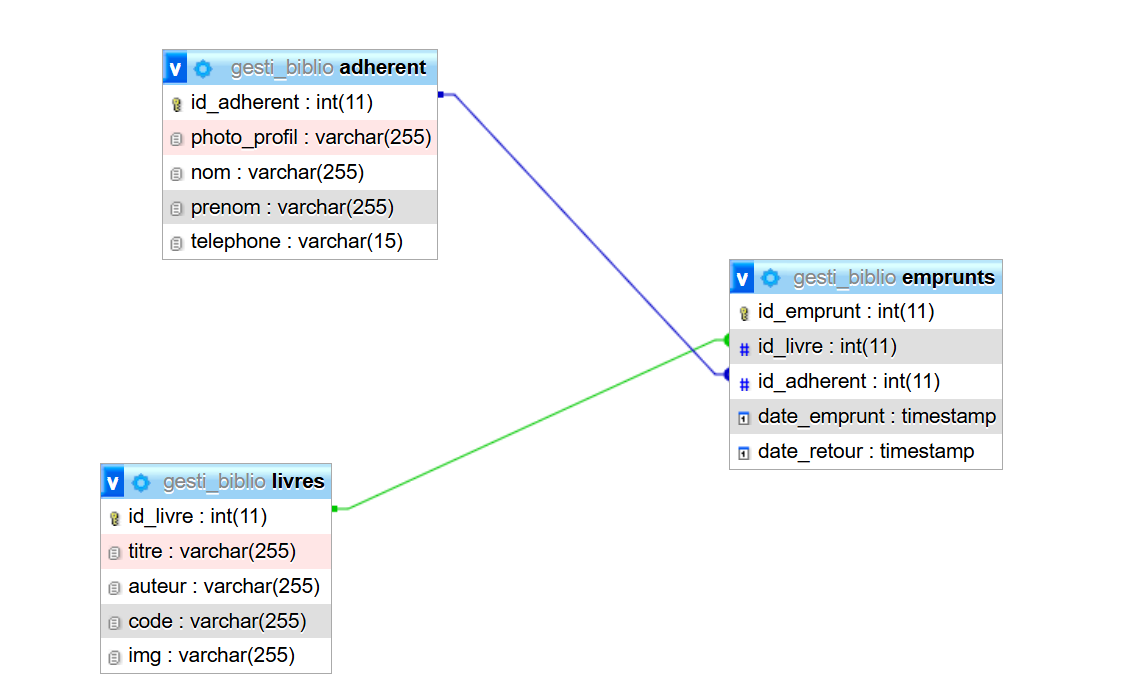 v gesti_biblio adherent
id_adherent : int(11)
photo_profil : varchar(255)
nom : varchar(255)
prenom : varchar(255)
telephone : varchar(15)
v gesti_biblio emprunts
id_emprunt : int(11)
# id_livre : int(11)
# id_adherent : int(11)
1 date_emprunt : timestamp
1 date_retour : timestamp
v gesti_biblio livres
id_livre : int(11)
titre : varchar(255)
auteur : varchar(255)
code : varchar(255)
img : varchar(255)